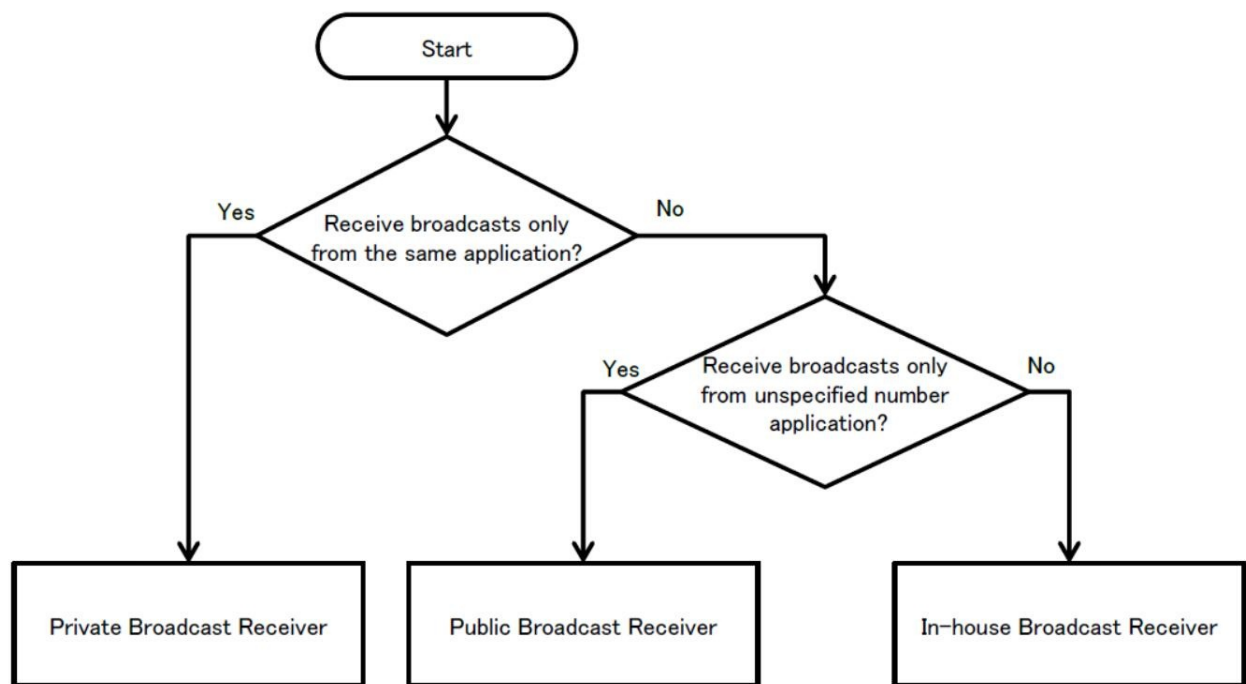 Start
Yes
No
Receive broadcasts only
from the same application?
Yes
No
Receive broadcasts only
from unspecified number
application?
Private Broadcast Receiver
Public Broadcast Receiver
In-house Broadcast Receiver